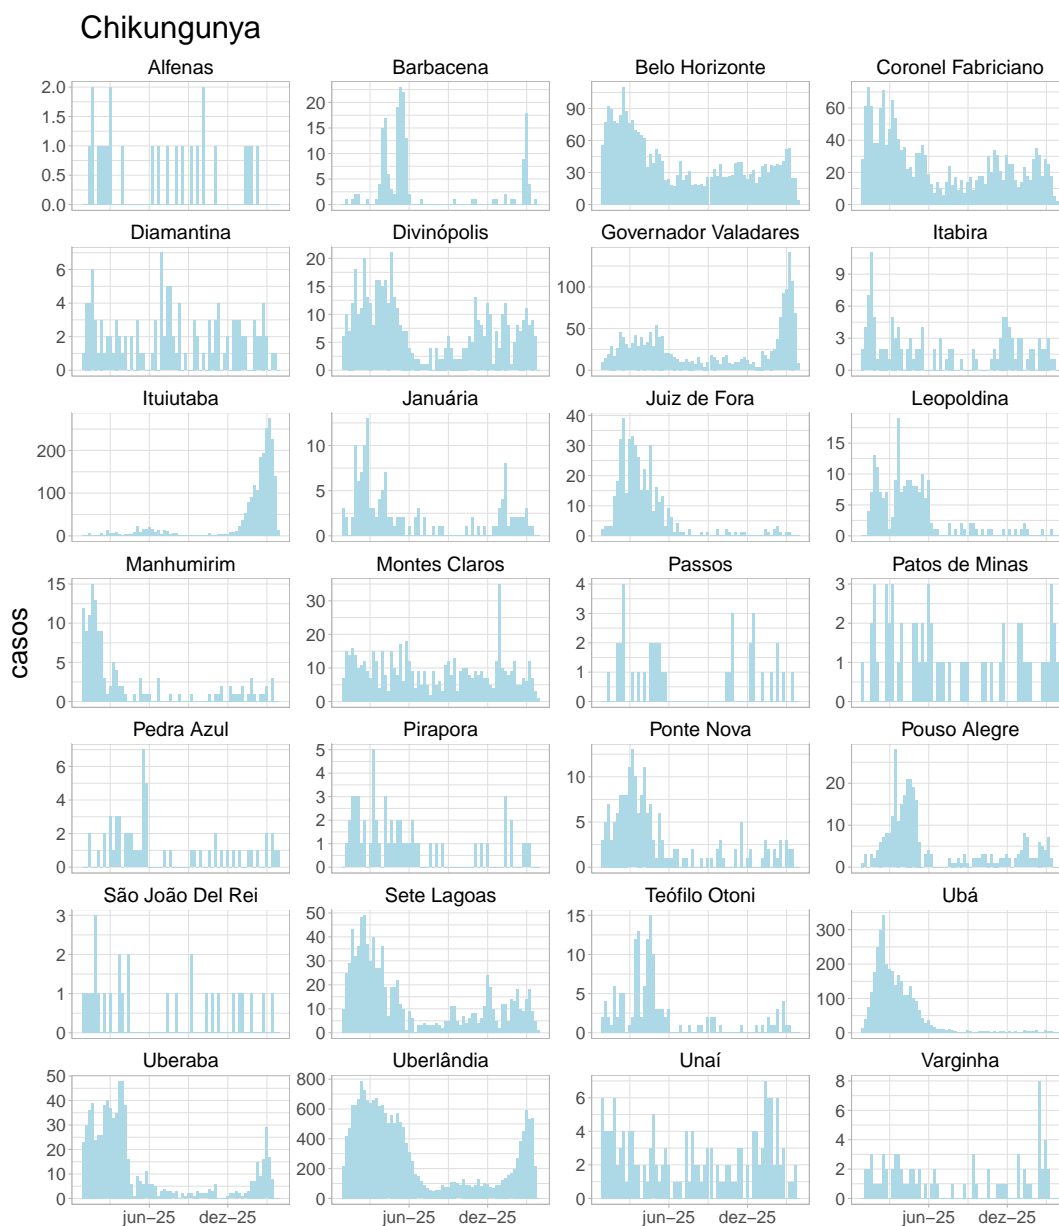 Chikungunya
Alfenas Barbacena Belo Horizonte Coronel Fabriciano
2.0 1.5 1.0 0.5 0.0
20 15 10 5 0
90 60 30 0
60 40 20 0
Diamantina Divinópolis Governador Valadares Itabira
6 4 2 0
20 15 10 5 0
100 50 0
9 6 3 0
Ituiutaba Januária Juiz de Fora Leopoldina
200 100 0
10 5 0
40 30 20 10 0
15 10 5 0
Manhumirim Montes Claros Passos Patos de Minas
15 10 5 0
30 20 10 0
4 3 2 1 0
3 2 1 0
casos
Pedra Azul Pirapora Ponte Nova Pouso Alegre
6 4 2 0
5 4 3 2 1 0
10 5 0
20 10 0
São João Del Rei Sete Lagoas Teófilo Otoni Ubá
3 2 1 0
50 40 30 20 10 0
15 10 5 0
300 200 100 0
Uberaba Uberlândia Unaí Varginha
50 40 30 20 10 0
800 600 400 200 0
6 4 2 0
8 6 4 2 0
jun−25 dez−25 jun−25 dez−25 jun−25 dez−25 jun−25 dez−25